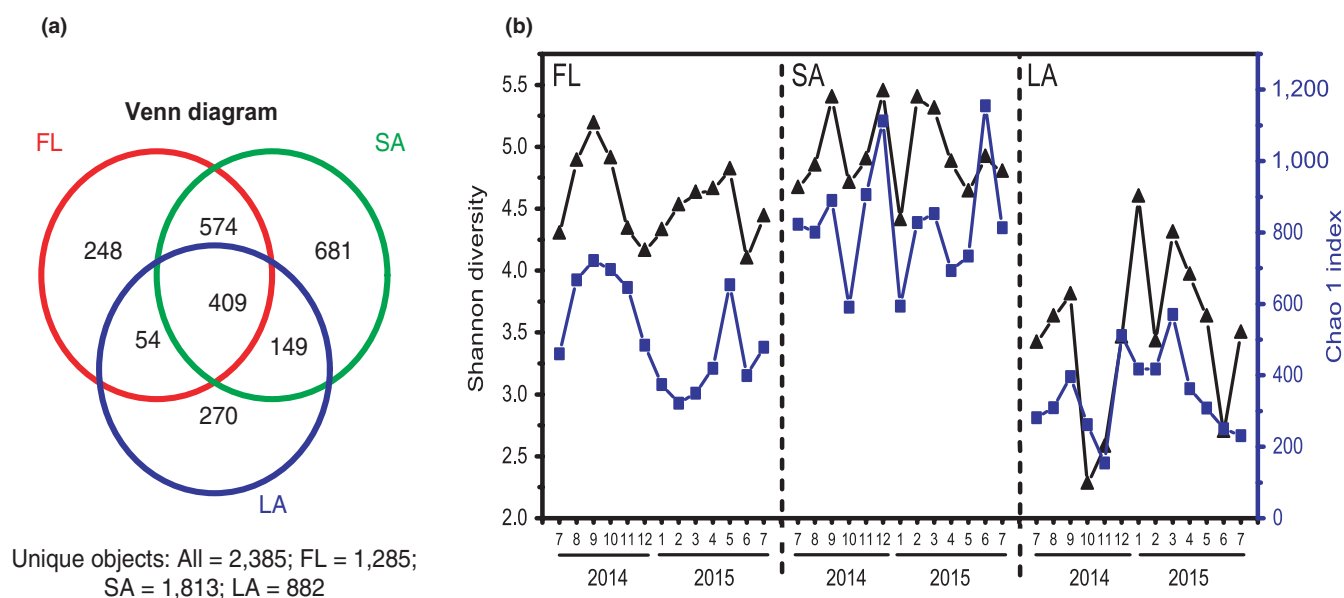 (a)
Venn diagram
FL
SA
248
574
681
409
54
149
270
LA
Unique objects: All = 2,385; FL = 1,285;
SA = 1,813; LA = 882
(b)
FL
SA
LA
Shannon diversity
5.5
5.0
4.5
4.0
3.5
3.0
2.5
2.0
Chao 1 index
1,200
1,000
800
600
400
200
0
7 8 9 10 11 12 1 2 3 4 5 6 7
2014 2015
7 8 9 10 11 12 1 2 3 4 5 6 7
2014 2015
7 8 9 10 11 12 1 2 3 4 5 6 7
2014 2015